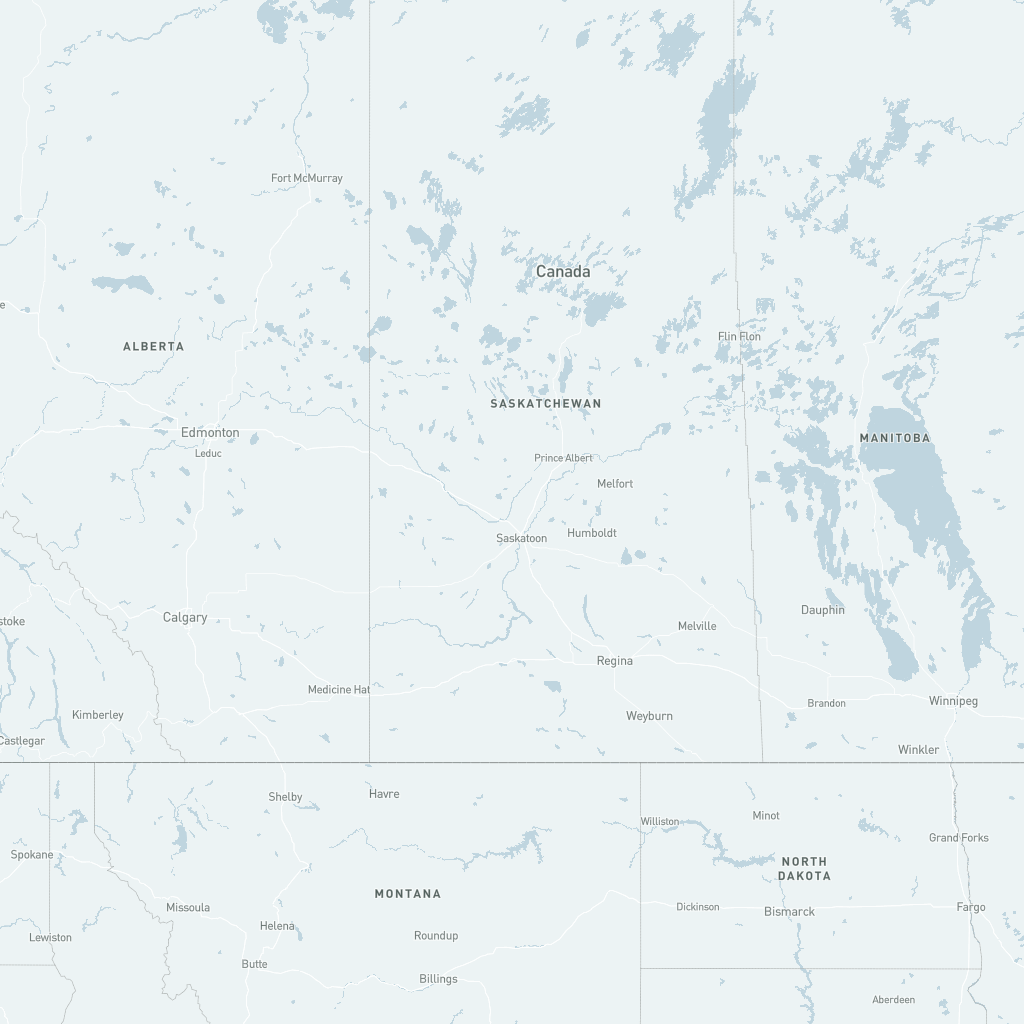 Fort McMurray
Canada
e
Flin Flon
ALBERTA
SASKATCHEWAN
Edmonton
MANITOBA
Leduc
Prince Albert
Melfort
Humboldt
Saskatoon
Dauphin
Calgary
stoke
Melville
Regina
Medicine Hat
Winnipeg
Brandon
Kimberley
Weyburn
Castlegar
Winkler
Havre
Shelby
Minot
Williston
Grand Forks
Spokane
NORTH
DAKOTA
MONTANA
Missoula
Dickinson
Bismarck
Fargo
Helena
Lewiston
Roundup
Butte
Billings
Aberdeen